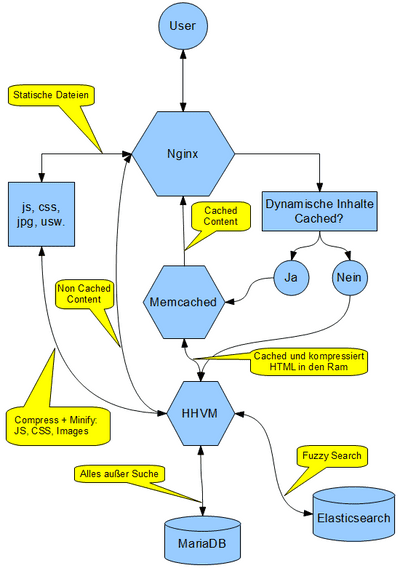 User
Statische Dateien
Nginx
js, css,
jpg, usw.
Dynamische Inhalte
Cached?
Cached
Content
Ja
Nein
Non Cached
Content
Memcached
Cached und kompressiert
HTML in den Ram
Compress + Minify:
JS, CSS, Images
HHVM
Fuzzy Search
Alles außer Suche
Elasticsearch
MariaDB